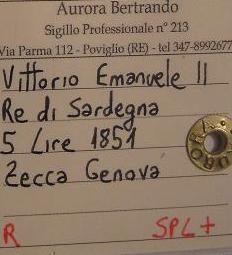 Aurora Bertrando
Sigillo Professionale n° 213
Via Parma 112 - Poviglio (RE) - tel 347-8992677
Vittorio Emanuele II
Re di Sardegna
5 Lire 1851
Zecca Genova
R SPL+